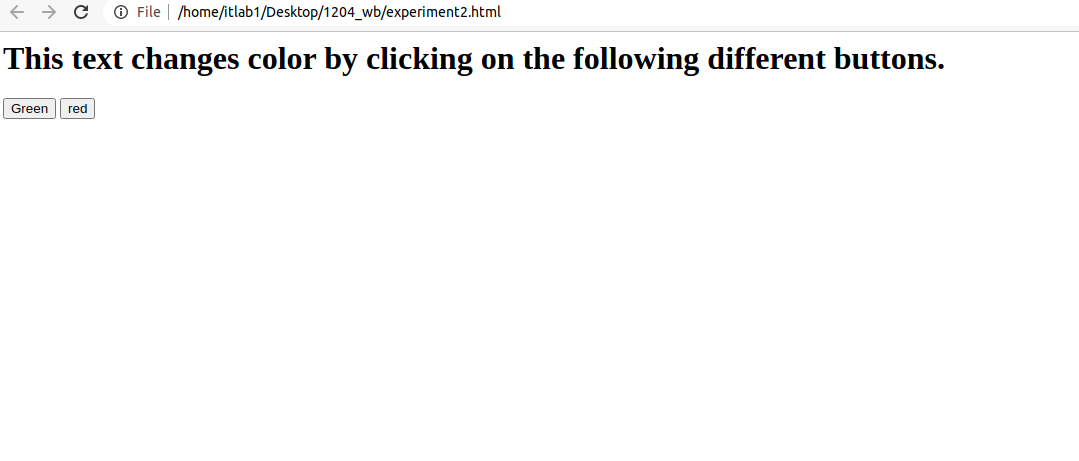 File /home/itlab1/Desktop/1204_wb/experiment2.html
This text changes color by clicking on the following different buttons.
Green red